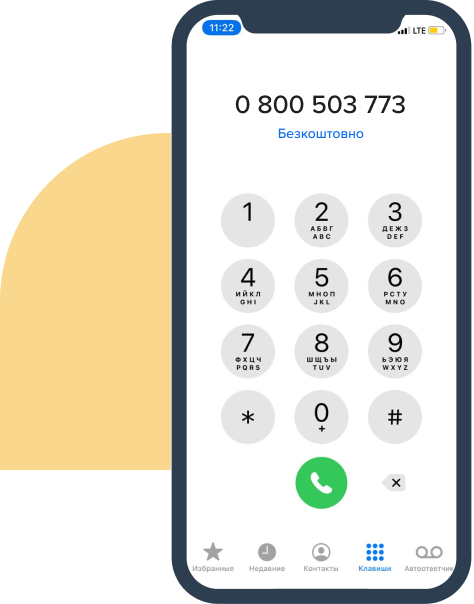 11:22 LTE
0 800 503 773
Безкоштовно
1 2 3
АБВГ ДЕЖЗ
ABC DEF
4 5 6
ИЙКЛ МНОП РСТУ
GHI JKL MNO
7 8 9
ФХЦЧ ШЩЪЫ ЬЭЮЯ
PQRS TUV WXYZ
* 0 #
+
Избранные Недавние Контакты Клавиши Автоответчик